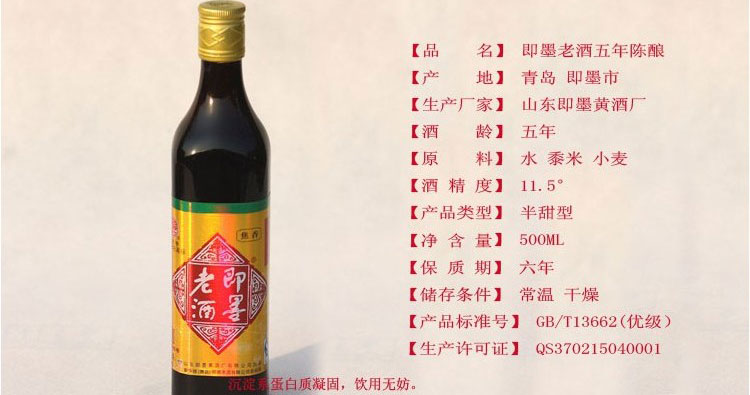 【品　　名】 即墨老酒五年陈酿
【产　　地】 青岛 即墨市
【生产厂家】 山东即墨黄酒厂
【酒　　龄】 五年
【原　　料】 水 黍米 小麦
【酒 精 度】 11.5°
【产品类型】 半甜型
【净 含 量】 500ML
【保 质 期】 六年
【储存条件】 常温 干燥
【产品标准号】 GB/T13662(优级）
【生产许可证】 QS370215040001
焦香
即墨
老酒
沉淀系蛋白质凝固，饮用无妨。